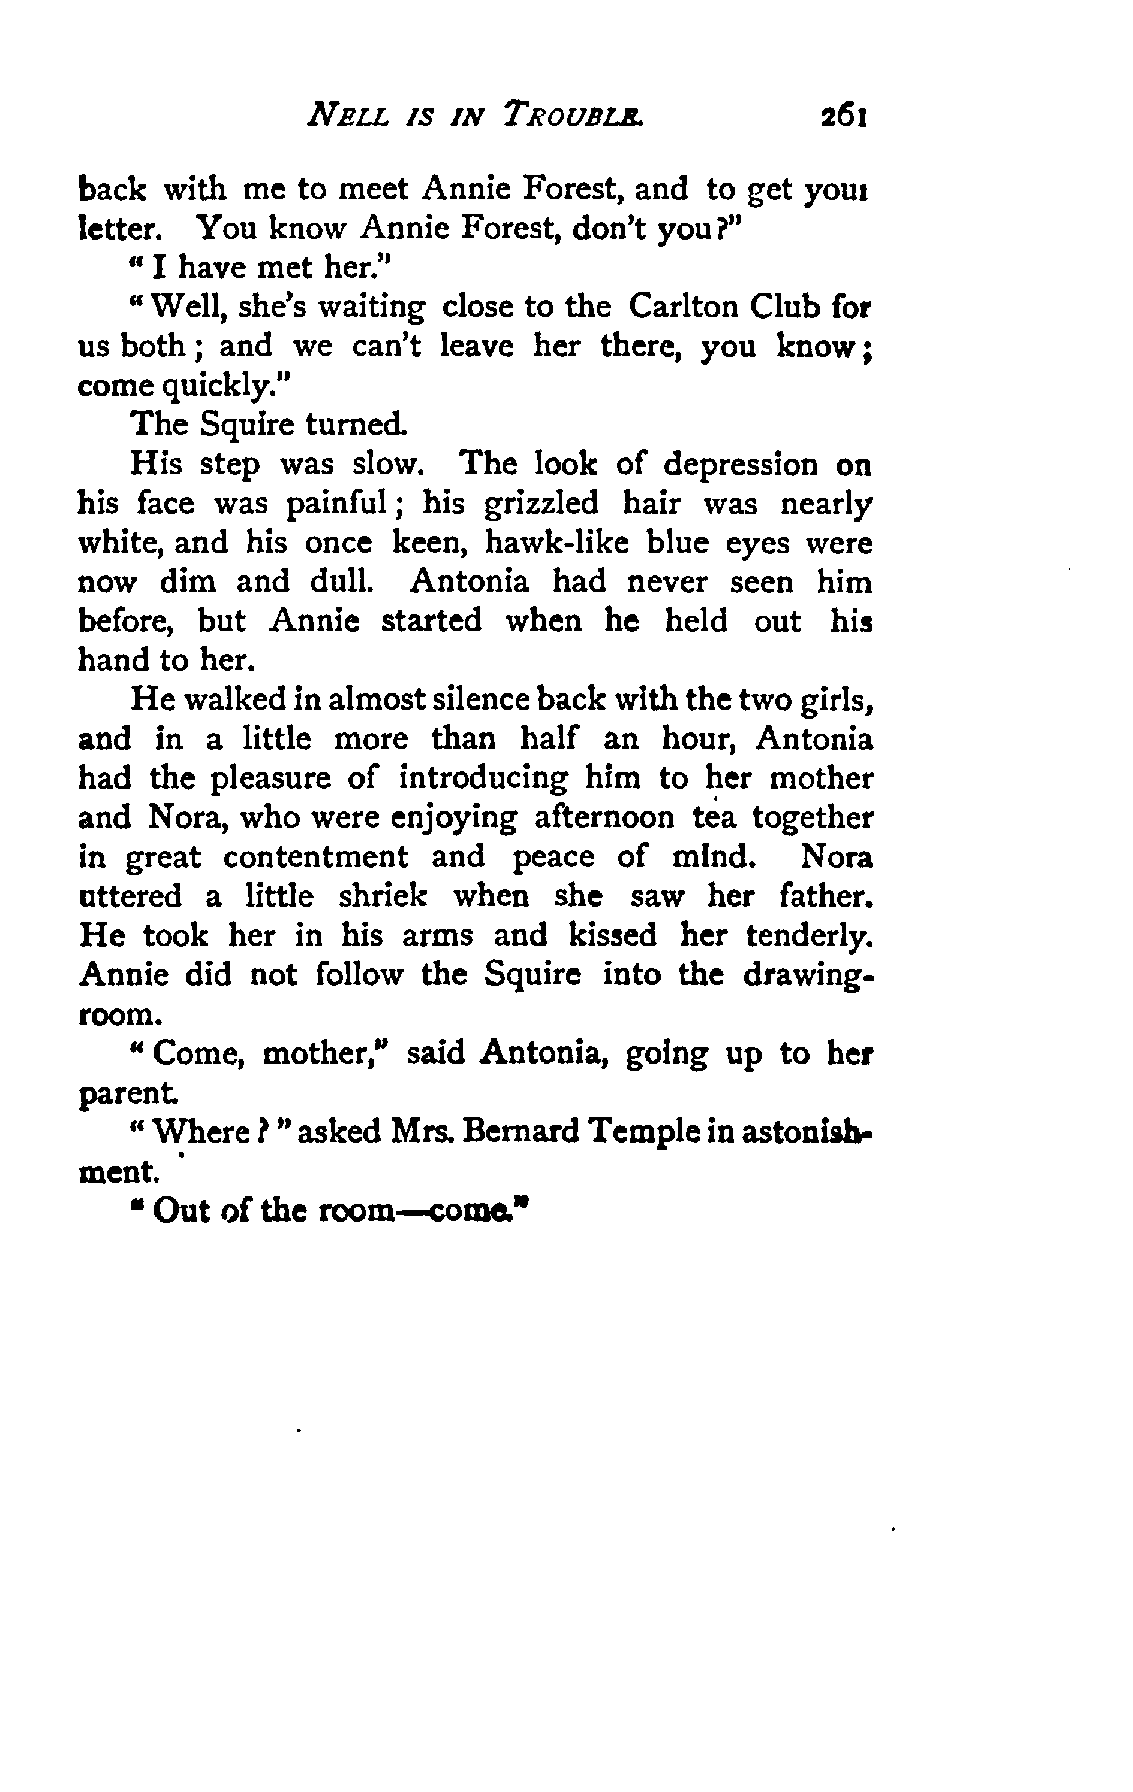 NELL IS IN TROUBLE. 261
back with me to meet Annie Forest, and to get your
letter. You know Annie Forest, don't you?"
" I have met her."
" Well, she's waiting close to the Carlton Club for
us both ; and we can't leave her there, you know ;
come quickly."
The Squire turned.
His step was slow. The look of depression on
his face was painful ; his grizzled hair was nearly
white, and his once keen, hawk-like blue eyes were
now dim and dull. Antonia had never seen him
before, but Annie started when he held out his
hand to her.
He walked in almost silence back with the two girls,
and in a little more than half an hour, Antonia
had the pleasure of introducing him to her mother
and Nora, who were enjoying afternoon tea together
in great contentment and peace of mind. Nora
uttered a little shriek when she saw her father.
He took her in his arms and kissed her tenderly.
Annie did not follow the Squire into the drawing-
room.
" Come, mother," said Antonia, going up to her
parent.
" Where ? " asked Mrs. Bernard Temple in astonish-
ment.
" Out of the room—come."